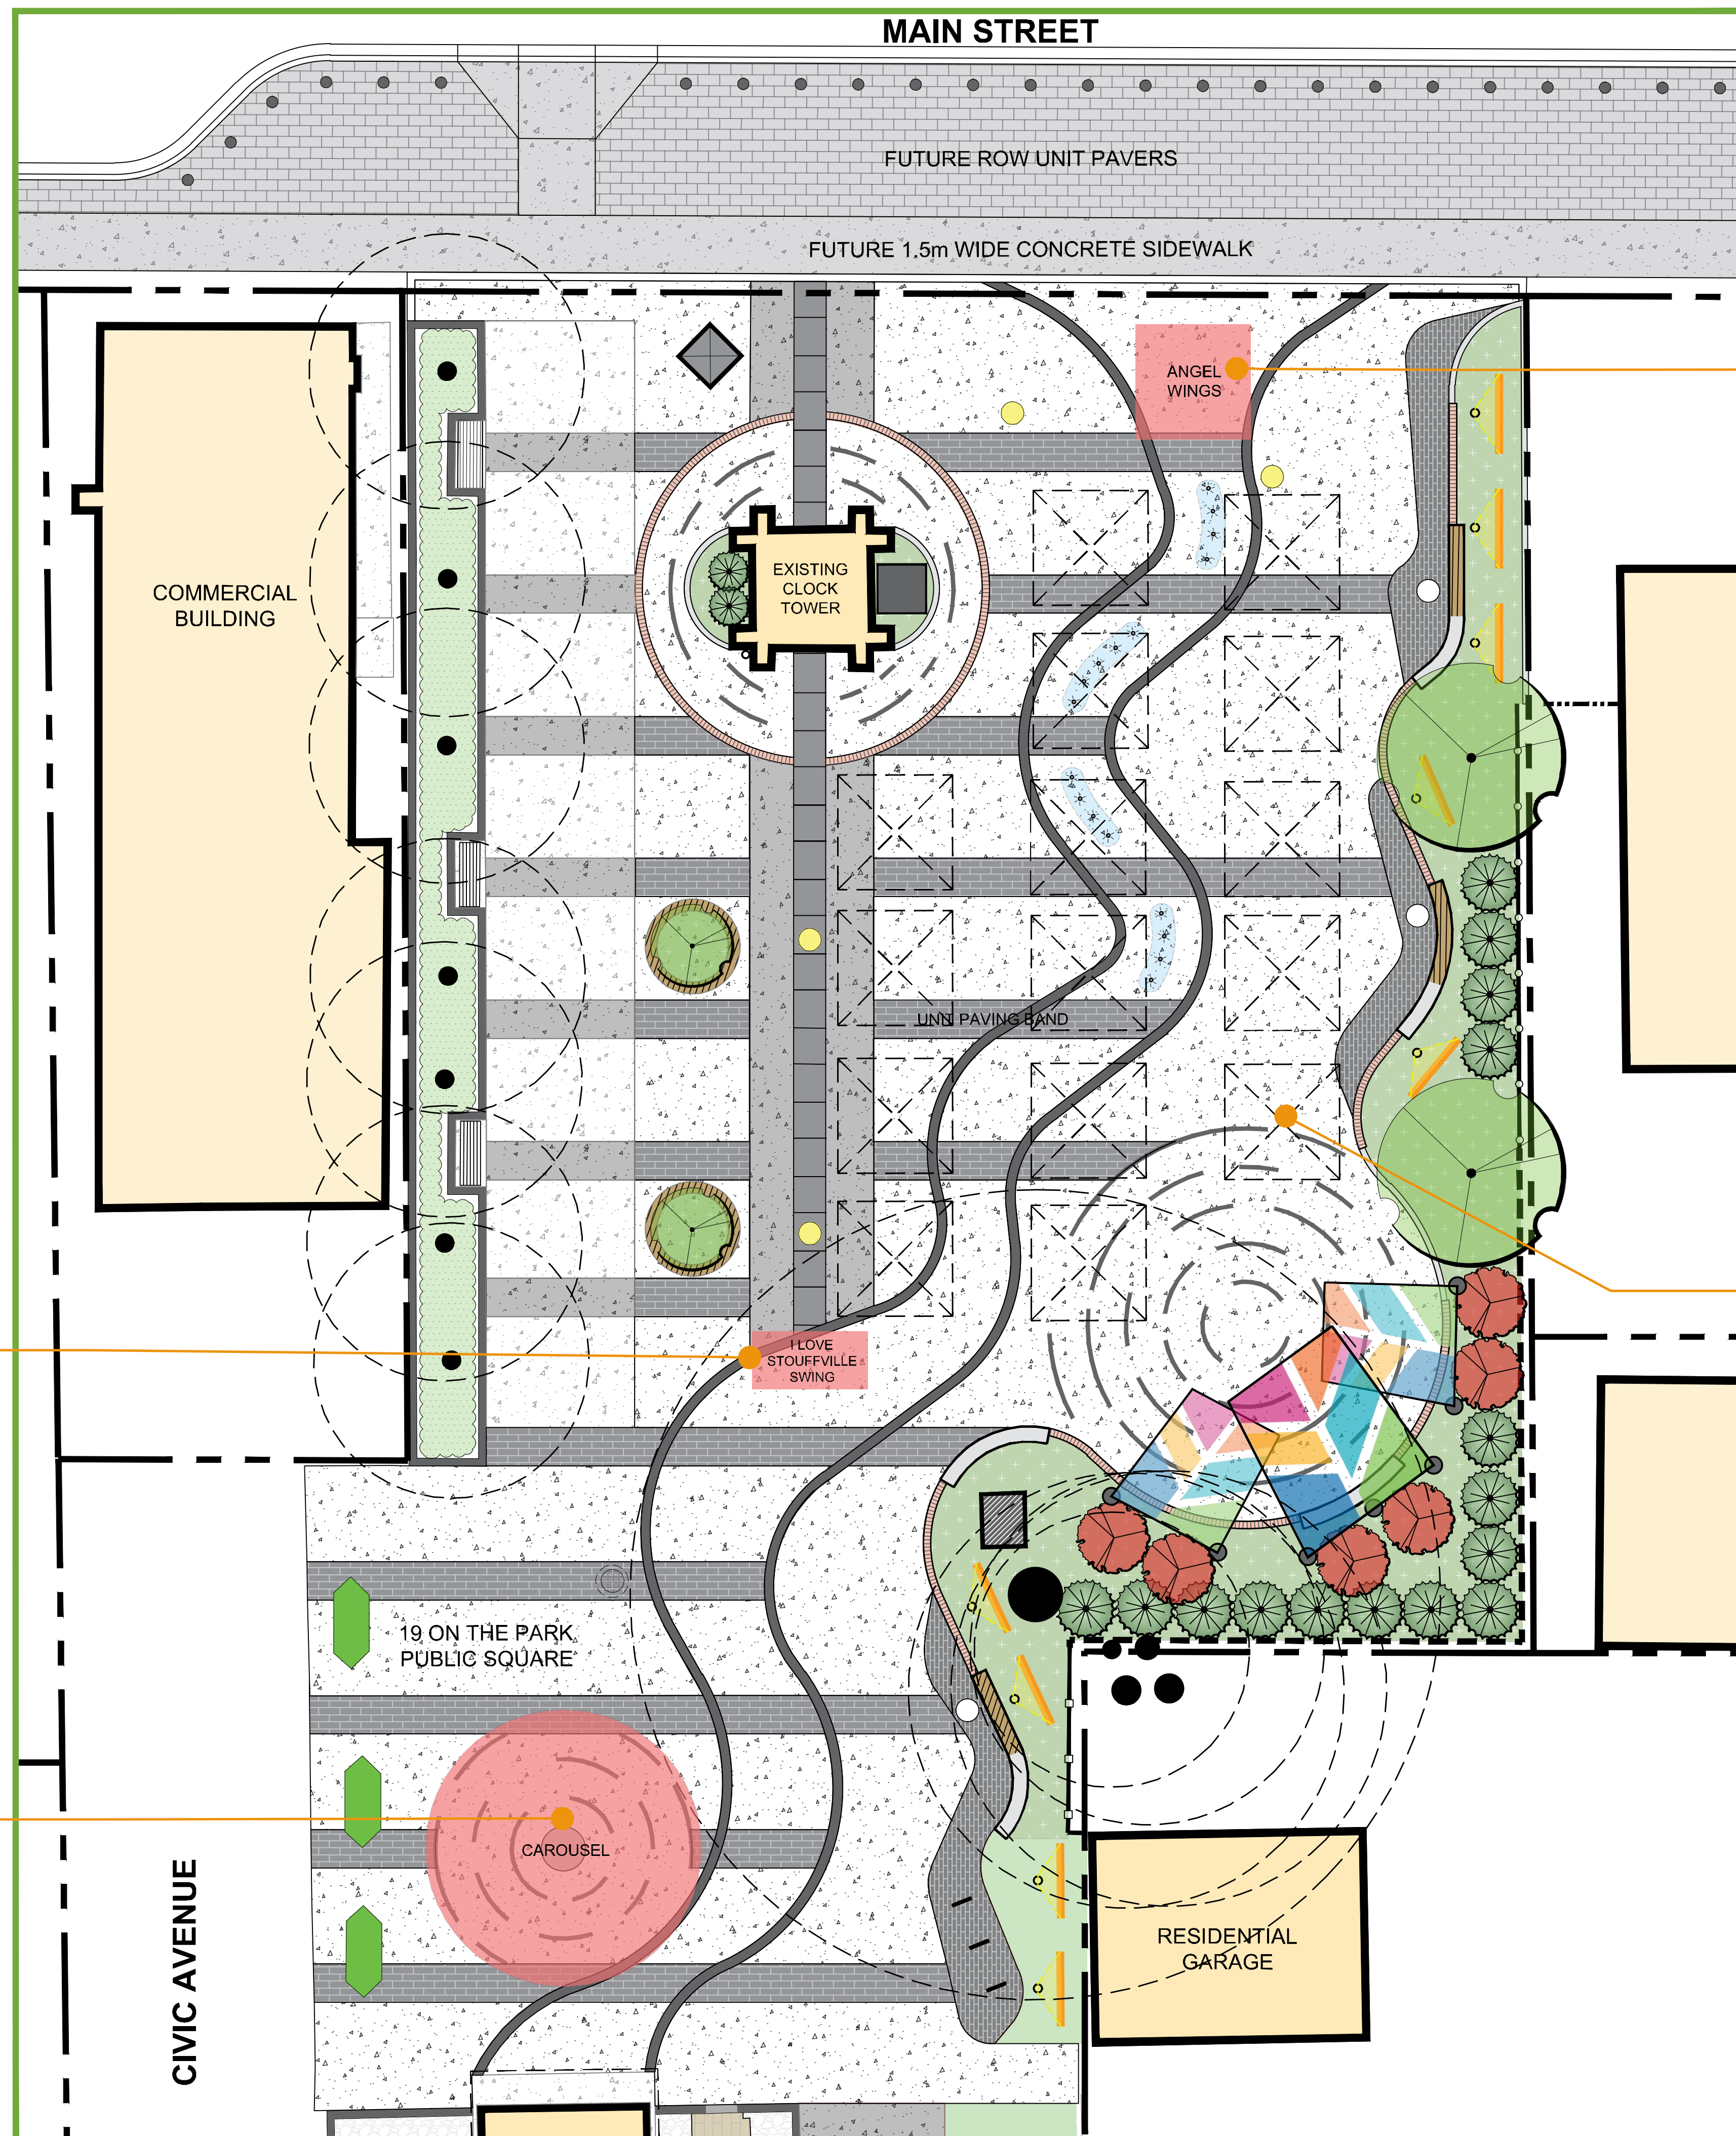 MAIN STREET
FUTURE ROW UNIT PAVERS
FUTURE 1.5m WIDE CONCRETE SIDEWALK
ANGEL
WINGS
COMMERCIAL
BUILDING
EXISTING
CLOCK
TOWER
UNIT PAVING BAND
I LOVE
STOUFFVILLE
SWING
19 ON THE PARK
PUBLIC SQUARE
CAROUSEL
CIVIC AVENUE
RESIDENTIAL
GARAGE